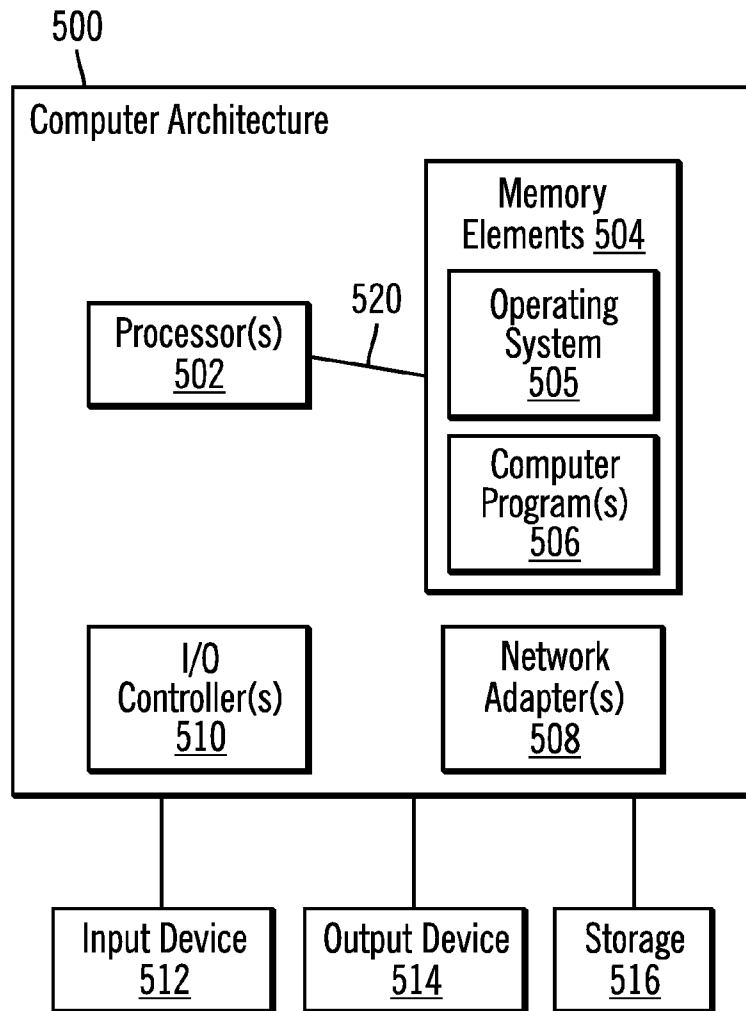 500
Computer Architecture
Memory
Elements 504
Operating
System
505
520
Processor(s)
502
Computer
Program(s)
506
I/O
Controller(s)
510
Network
Adapter(s)
508
Input Device
512
Output Device
514
Storage
516